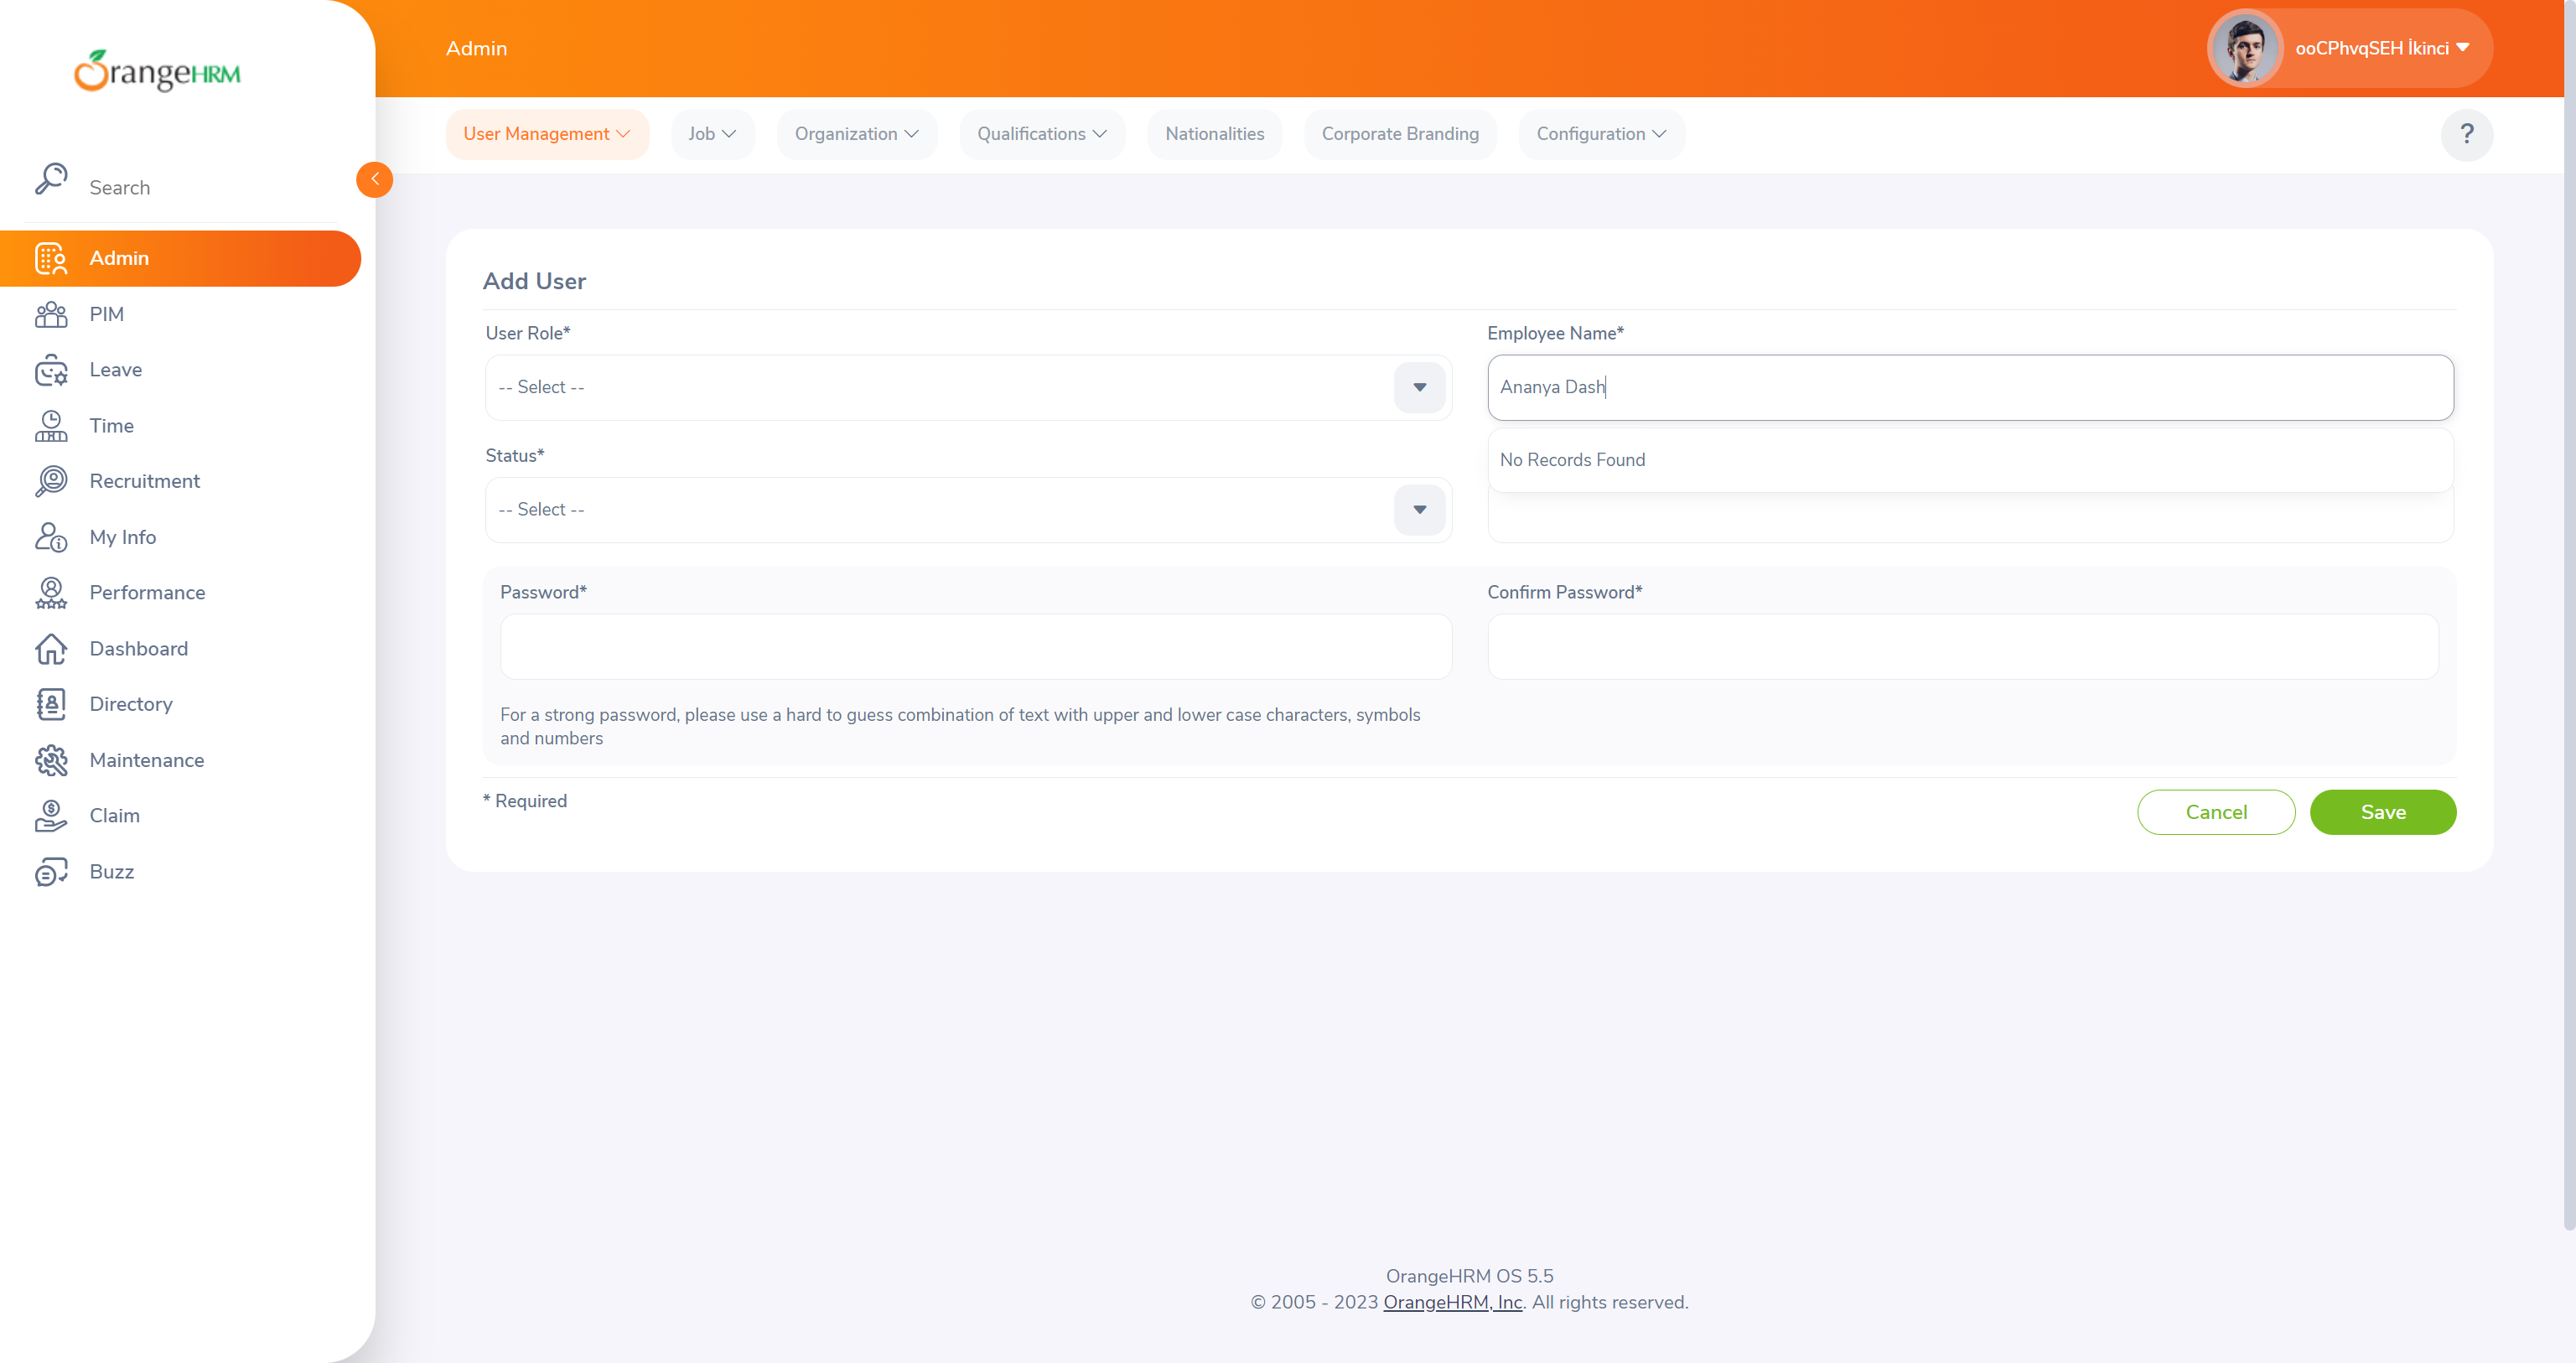 OrangeHRM
Search
Admin
PIM
Leave
Time
Recruitment
My Info
Performance
Dashboard
Directory
Maintenance
Claim
Buzz
Admin
ooCPhvqSEH İkinci
User Management
Job
Organization
Qualifications
Nationalities
Corporate Branding
Configuration
?
Add User
User Role*
-- Select --
Employee Name*
Ananya Dash
No Records Found
Status*
-- Select --
Password*
Confirm Password*
For a strong password, please use a hard to guess combination of text with upper and lower case characters, symbols
and numbers
* Required
Cancel
Save
OrangeHRM OS 5.5
© 2005 - 2023 OrangeHRM, Inc. All rights reserved.